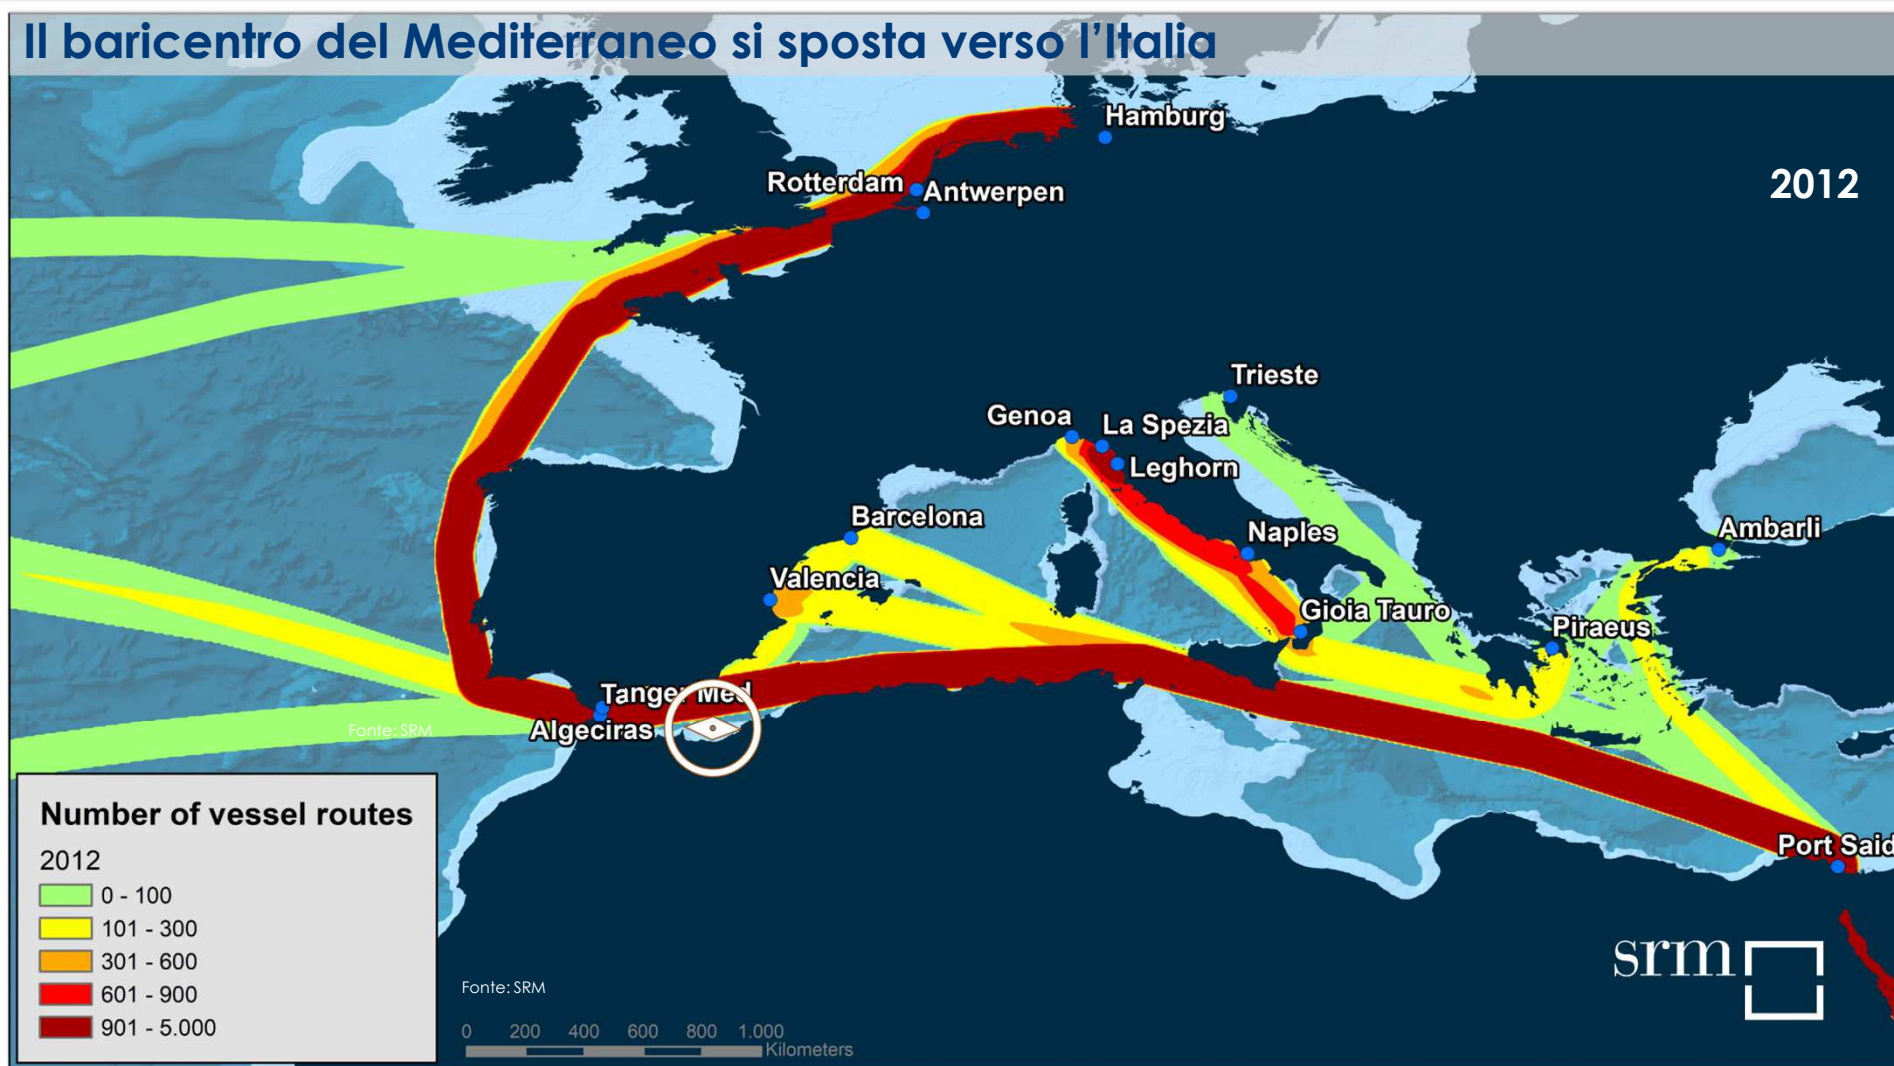 Il baricentro del Mediterraneo si sposta verso l'Italia
Hamburg
2012
Rotterdam
Antwerpen
Trieste
Genoa
La Spezia
Leghorn
Barcelona
Naples
Ambarli
Valencia
Gioia Tauro
Piraeus
Tanger Med
Algeciras
Fonte: SRM
Port Said
Number of vessel routes
2012
0 - 100
101 - 300
301 - 600
601 - 900
901 - 5.000
srm
Fonte: SRM
0 200 400 600 800 1.000
Kilometers